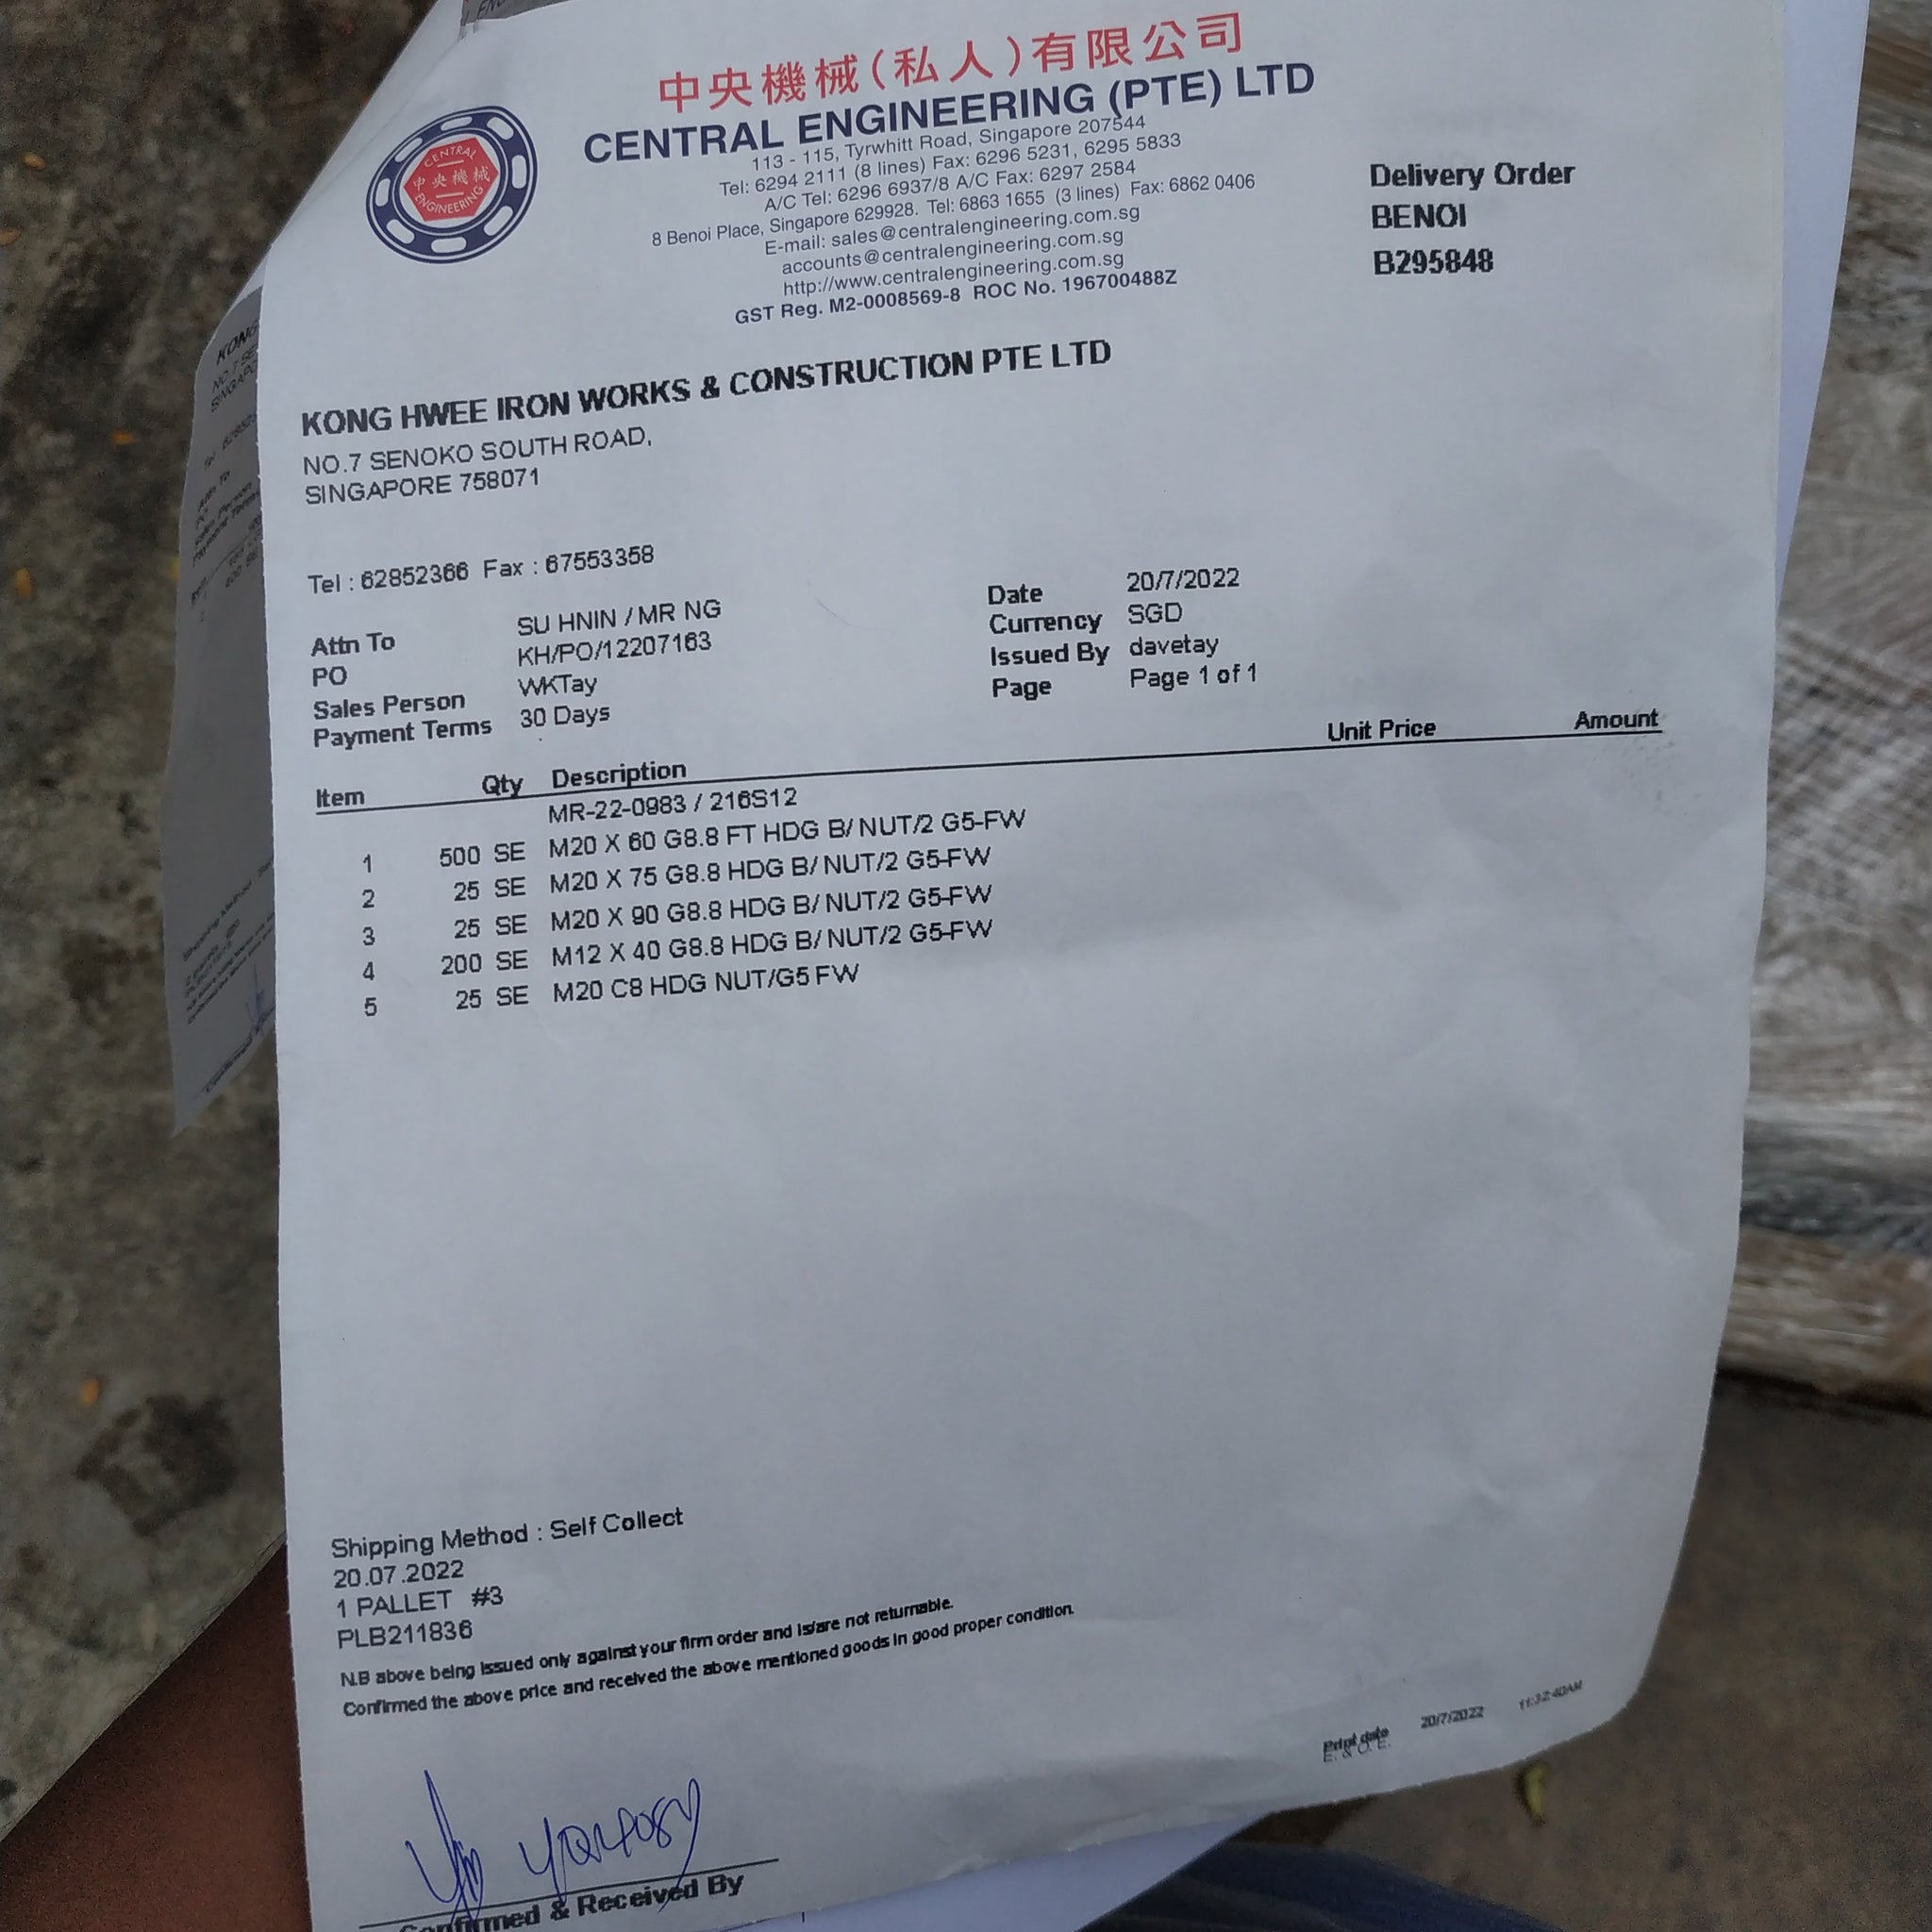 中央機械(私人)有限公司
CENTRAL ENGINEERING (PTE) LTD
113 - 115, Tyrwhitt Road, Singapore 207544
Tel: 6294 2111 (8 lines) Fax: 6296 5231, 6295 5833
A/C Tel: 6296 6937/8 A/C Fax: 6297 2584
8 Benoi Place, Singapore 629928. Tel: 6863 1655 (3 lines) Fax: 6862 0406
E-mail: sales@centralengineering.com.sg
accounts@centralengineering.com.sg
http://www.centralengineering.com.sg
GST Reg. M2-0008569-8 ROC No. 196700488Z
CENTRAL
中央機械
ENGINEERING
Delivery Order
BENOI
B295848
KONG HWEE IRON WORKS & CONSTRUCTION PTE LTD
NO.7 SENOKO SOUTH ROAD,
SINGAPORE 758071
Tel : 62852366 Fax : 67553358
Attn To SU HNIN / MR NG
PO KH/PO/12207163
Sales Person WKTay
Payment Terms 30 Days
Date 20/7/2022
Currency SGD
Issued By davetay
Page Page 1 of 1
Item Qty Description Unit Price Amount
MR-22-0983 / 216S12
1 500 SE M20 X 60 G8.8 FT HDG B/ NUT/2 G5-FW
2 25 SE M20 X 75 G8.8 HDG B/ NUT/2 G5-FW
3 25 SE M20 X 90 G8.8 HDG B/ NUT/2 G5-FW
4 200 SE M12 X 40 G8.8 HDG B/ NUT/2 G5-FW
5 25 SE M20 C8 HDG NUT/G5 FW
Shipping Method : Self Collect
20.07.2022
1 PALLET #3
PLB211836
N.B above being issued only against your firm order and is/are not returnable.
Confirmed the above price and received the above mentioned goods in good proper condition.
Print date 20/7/2022 11:32:40AM
E. & O. E.
Confirmed & Received By